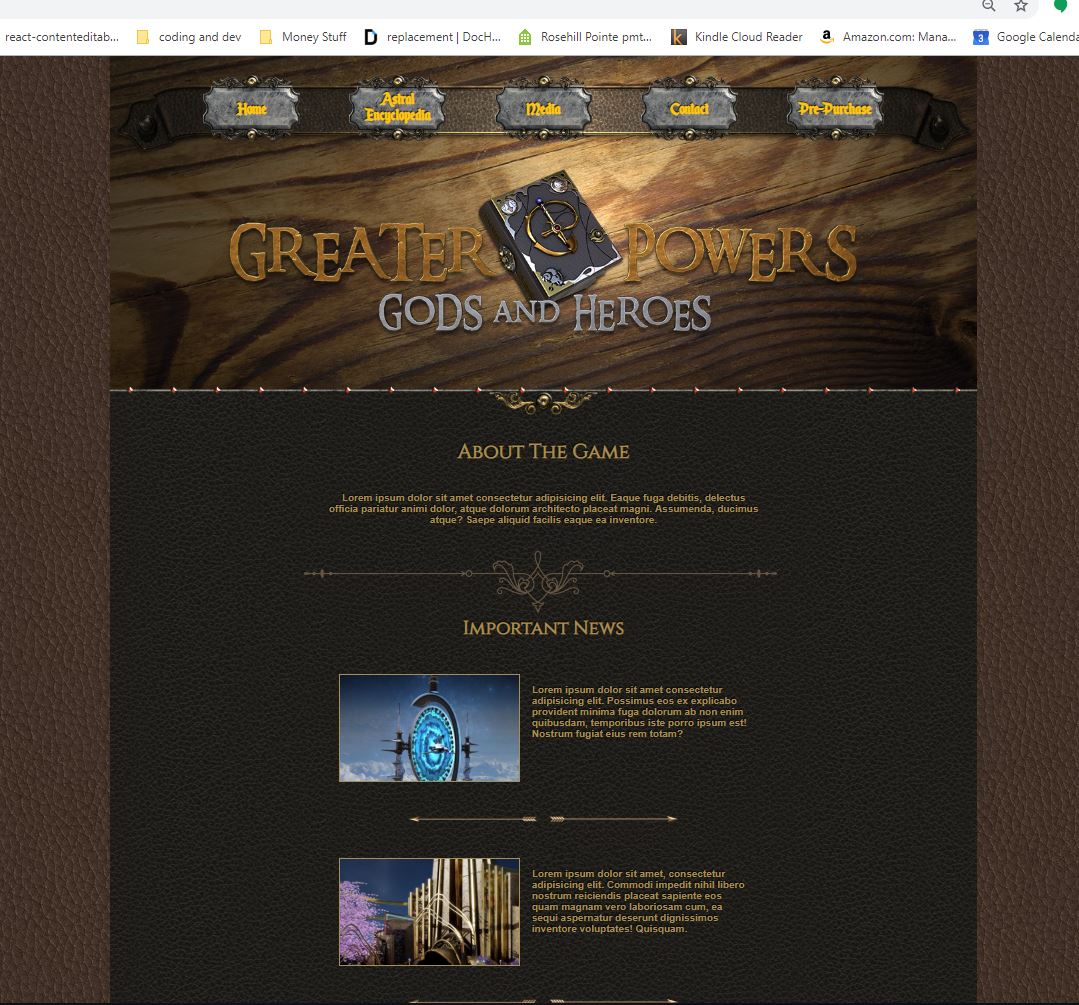 react-contenteditab...
coding and dev
Money Stuff
replacement | DocH...
Rosehill Pointe pmt...
Kindle Cloud Reader
Amazon.com: Mana...
3
Google Calenda
Home
Astral
Encyclopedia
Media
Contact
Pre-Purchase
GREATER POWERS
GODS AND HEROES
ABOUT THE GAME
Lorem ipsum dolor sit amet consectetur adipisicing elit. Eaque fuga debitis, delectus
officia pariatur animi dolor, atque dolorum architecto placeat magni. Assumenda, ducimus
atque? Saepe aliquid facilis eaque ea inventore.
IMPORTANT NEWS
Lorem ipsum dolor sit amet consectetur
adipisicing elit. Possimus eos ex explicabo
provident minima fuga dolorum ab non enim
quibusdam, temporibus iste porro ipsum est!
Nostrum fugiat eius rem totam?
Lorem ipsum dolor sit amet, consectetur
adipisicing elit. Commodi impedit nihil libero
nostrum reiciendis placeat sapiente eos
quam magnam vero laboriosam cum, ea
sequi aspernatur deserunt dignissimos
inventore voluptates! Quisquam.